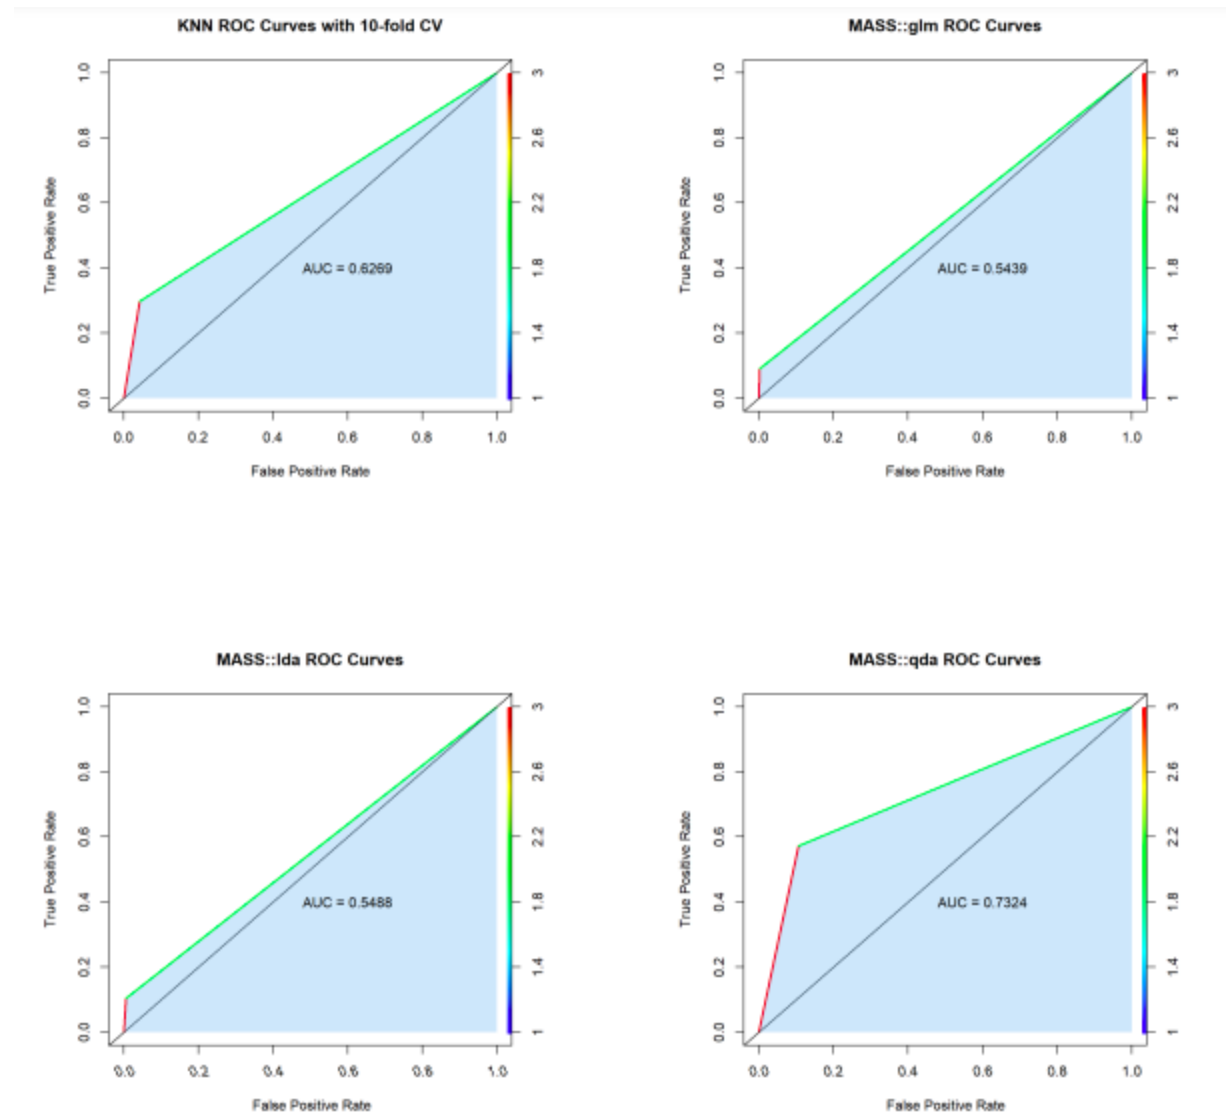 KNN ROC Curves with 10-fold CV
True Positive Rate
0.0 0.2 0.4 0.6 0.8 1.0
AUC = 0.6269
1 1.4 1.8 2.2 2.6 3
0.0 0.2 0.4 0.6 0.8 1.0
False Positive Rate
MASS::glm ROC Curves
True Positive Rate
0.0 0.2 0.4 0.6 0.8 1.0
AUC = 0.5439
1 1.4 1.8 2.2 2.6 3
0.0 0.2 0.4 0.6 0.8 1.0
False Positive Rate
MASS::lda ROC Curves
True Positive Rate
0.0 0.2 0.4 0.6 0.8 1.0
AUC = 0.5488
1 1.4 1.8 2.2 2.6 3
0.0 0.2 0.4 0.6 0.8 1.0
False Positive Rate
MASS::qda ROC Curves
True Positive Rate
0.0 0.2 0.4 0.6 0.8 1.0
AUC = 0.7324
1 1.4 1.8 2.2 2.6 3
0.0 0.2 0.4 0.6 0.8 1.0
False Positive Rate